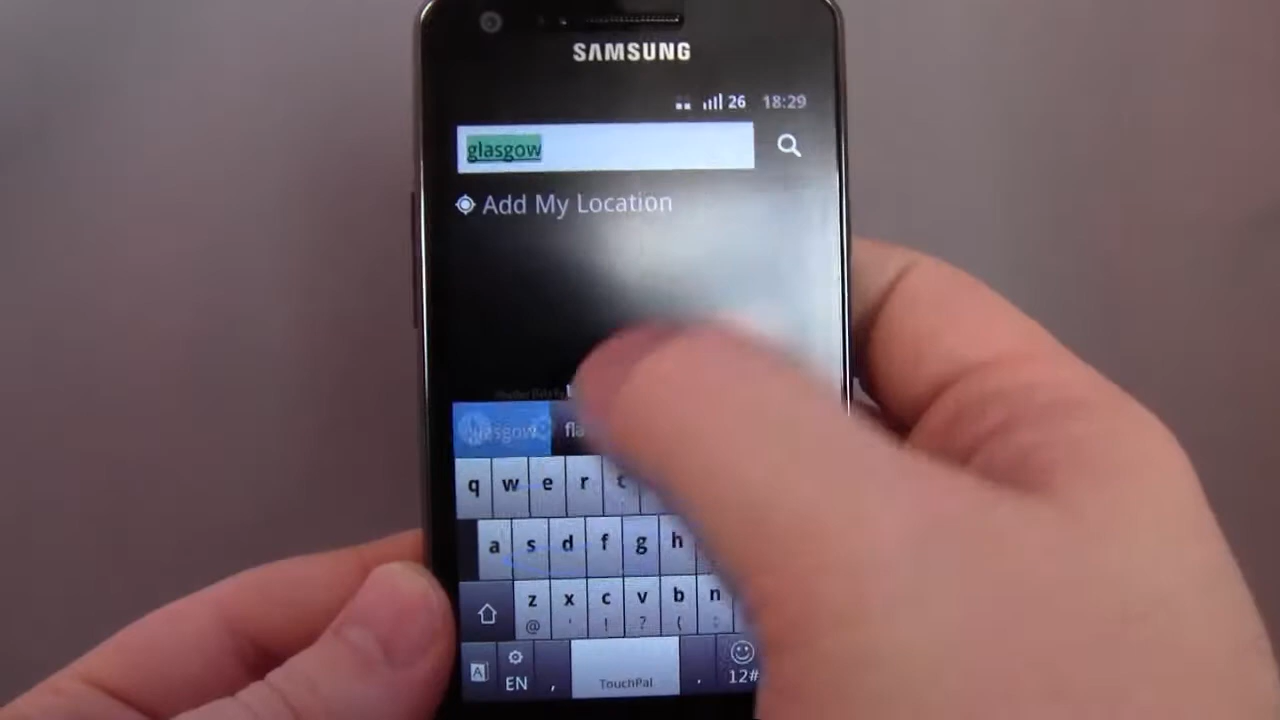 SAMSUNG
26 18:29
glasgow
Add My Location
glasgow fla
q w e r t
a s d f g h
z x c v b n
@ ' ! ? (
EN , TouchPal . 12#